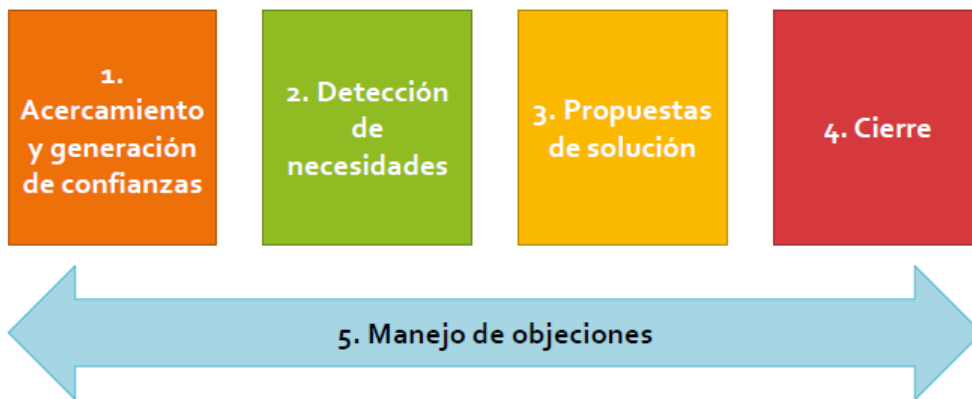 1.
Acercamiento
y generación
de confianzas
2. Detección
de
necesidades
3. Propuestas
de solución
4. Cierre
5. Manejo de objeciones